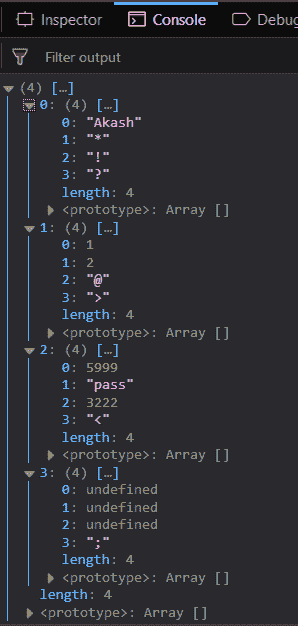 Inspector Console Debug
Filter output
(4) […]
0: (4) […]
0: "Akash"
1: "*"
2: "!"
3: "?"
length: 4
<prototype>: Array []
1: (4) […]
0: 1
1: 2
2: "@"
3: ">"
length: 4
<prototype>: Array []
2: (4) […]
0: 5999
1: "pass"
2: 3222
3: "<"
length: 4
<prototype>: Array []
3: (4) […]
0: undefined
1: undefined
2: undefined
3: ";"
length: 4
<prototype>: Array []
length: 4
<prototype>: Array []